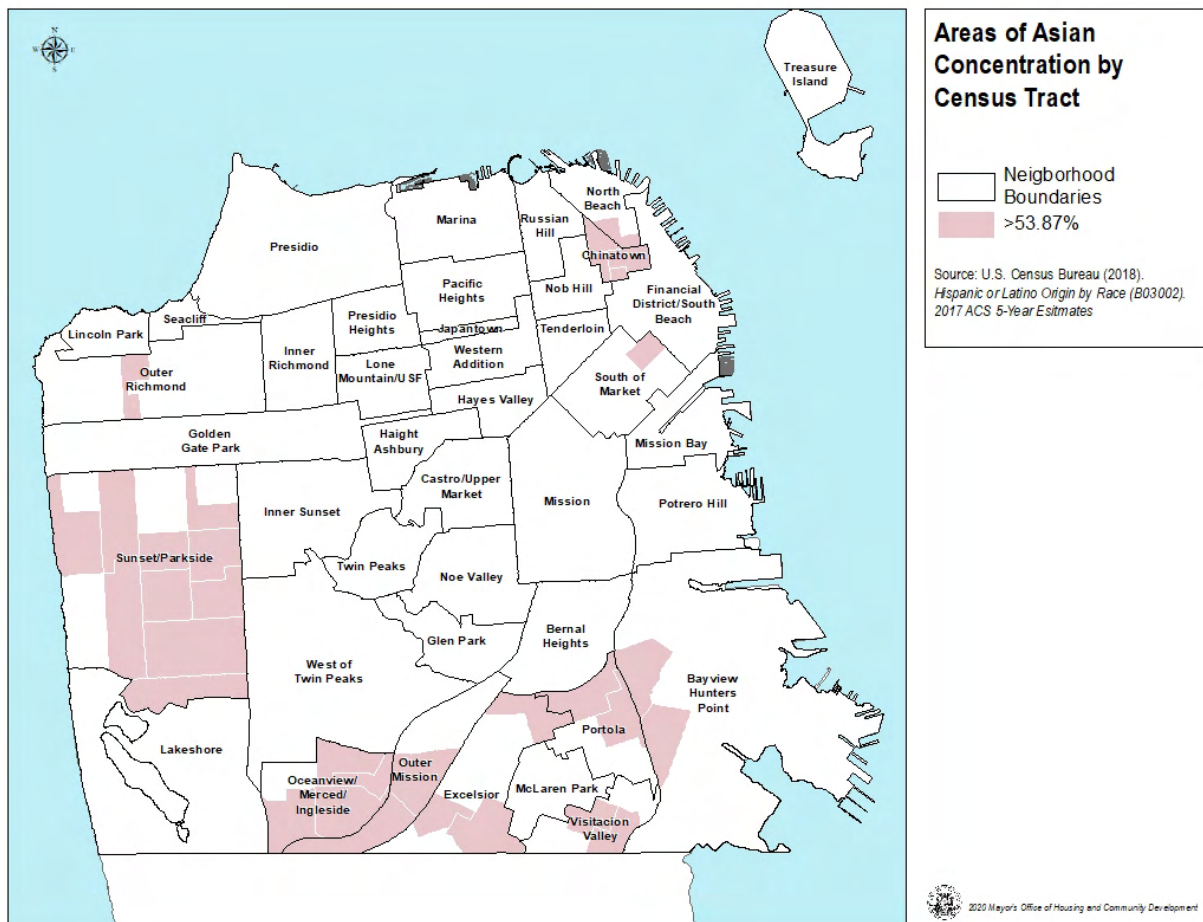 Areas of Asian
Concentration by
Census Tract
Neigborhood
Boundaries
>53.87%
Source: U.S. Census Bureau (2018).
Hispanic or Latino Origin by Race (B03002).
2017 ACS 5-Year Esitmates
N
W
E
S
Treasure
Island
North
Beach
Marina
Russian
Hill
Presidio
Chinatown
Pacific
Heights
Nob Hill
Financial
District/South
Beach
Seacliff
Lincoln Park
Presidio
Heights
Japantown
Tenderloin
Inner
Richmond
Western
Addition
Outer
Richmond
Lone
Mountain/USF
South of
Market
Hayes Valley
Golden
Gate Park
Haight
Ashbury
Mission Bay
Castro/Upper
Market
Mission
Potrero Hill
Inner Sunset
Sunset/Parkside
Twin Peaks
Noe Valley
Glen Park
Bernal
Heights
West of
Twin Peaks
Bayview
Hunters
Point
Portola
Lakeshore
Oceanview/
Merced/
Ingleside
Outer
Mission
Excelsior
McLaren Park
Visitacion
Valley
2020 Mayor's Office of Housing and Community Development